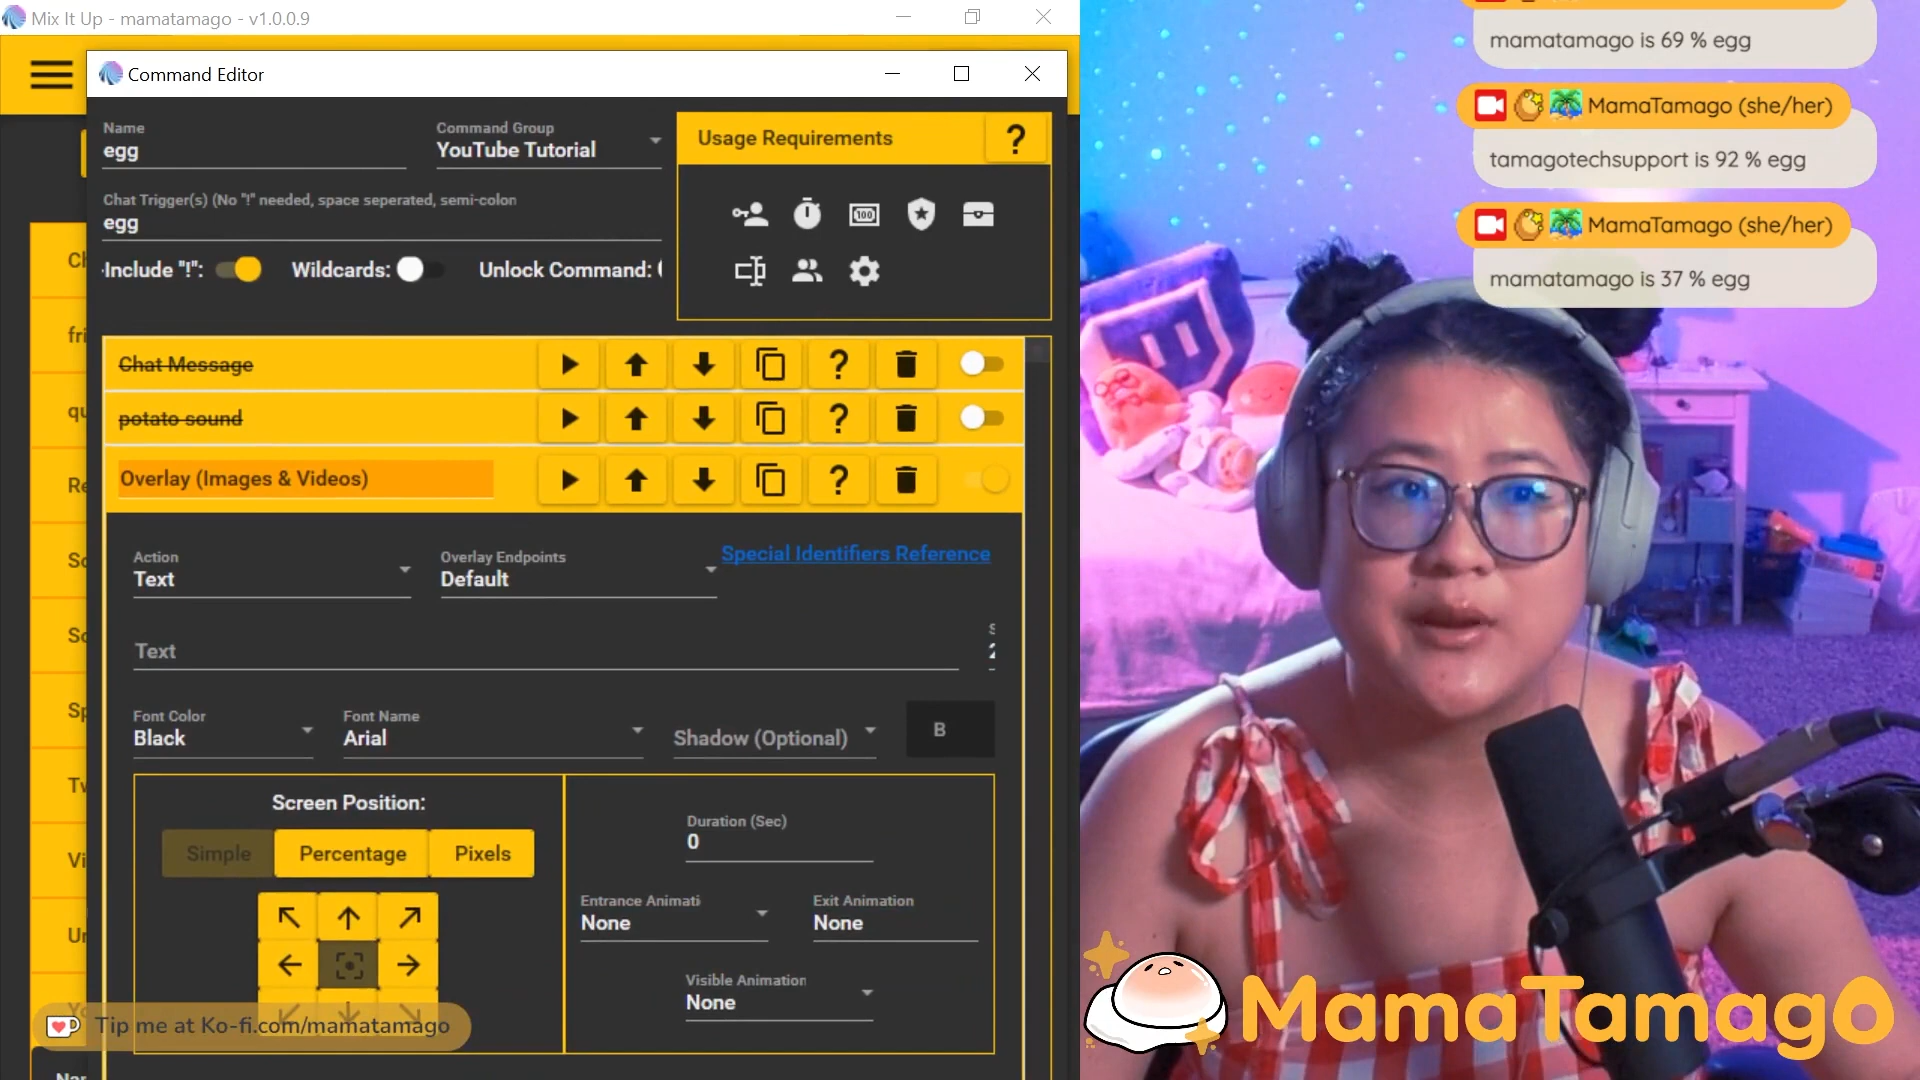 Mix It Up - mamatamago - v1.0.0.9
Command Editor
Name
egg
Command Group
YouTube Tutorial
Chat Trigger(s) (No "!" needed, space seperated, semi-colon
egg
Include "!":
Wildcards:
Unlock Command:
Usage Requirements
?
100
Chat Message
?
potato sound
?
Overlay (Images & Videos)
?
Action
Text
Overlay Endpoints
Default
Special Identifiers Reference
Text
Font Color
Black
Font Name
Arial
Shadow (Optional)
B
Screen Position:
Simple
Percentage
Pixels
Duration (Sec)
0
Entrance Animati
None
Exit Animation
None
Visible Animation
None
Tip me at Ko-fi.com/mamatamago
mamatamago is 69 % egg
MamaTamago (she/her)
tamagotechsupport is 92 % egg
MamaTamago (she/her)
mamatamago is 37 % egg
MamaTamago